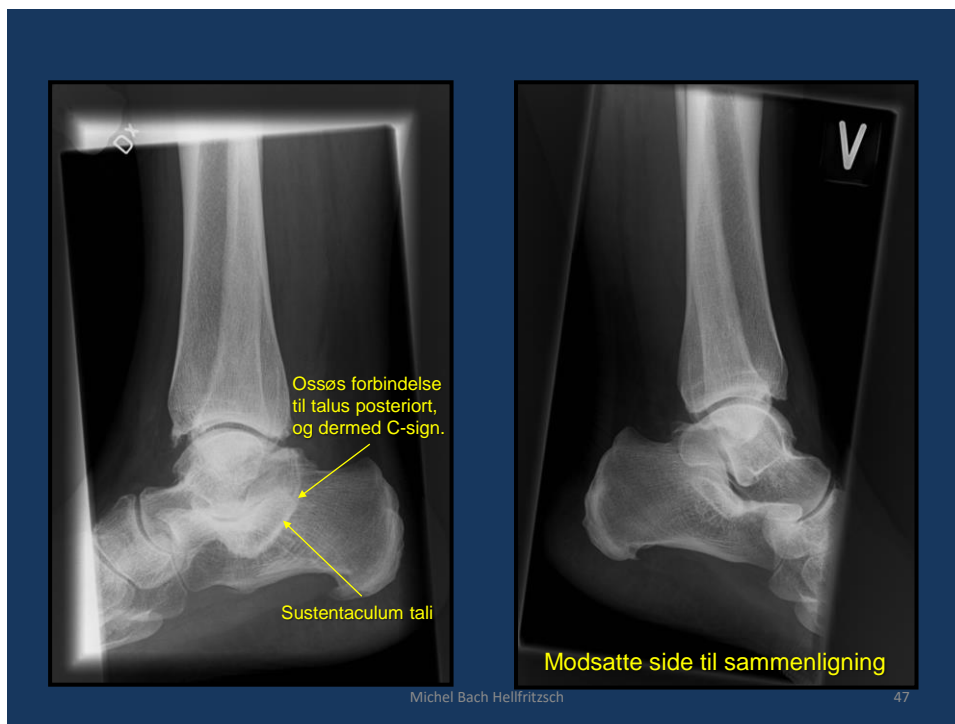 Dx
V
Ossøs forbindelse
til talus posteriort,
og dermed C-sign.
Sustentaculum tali
Modsatte side til sammenligning
Michel Bach Hellfritzsch
47